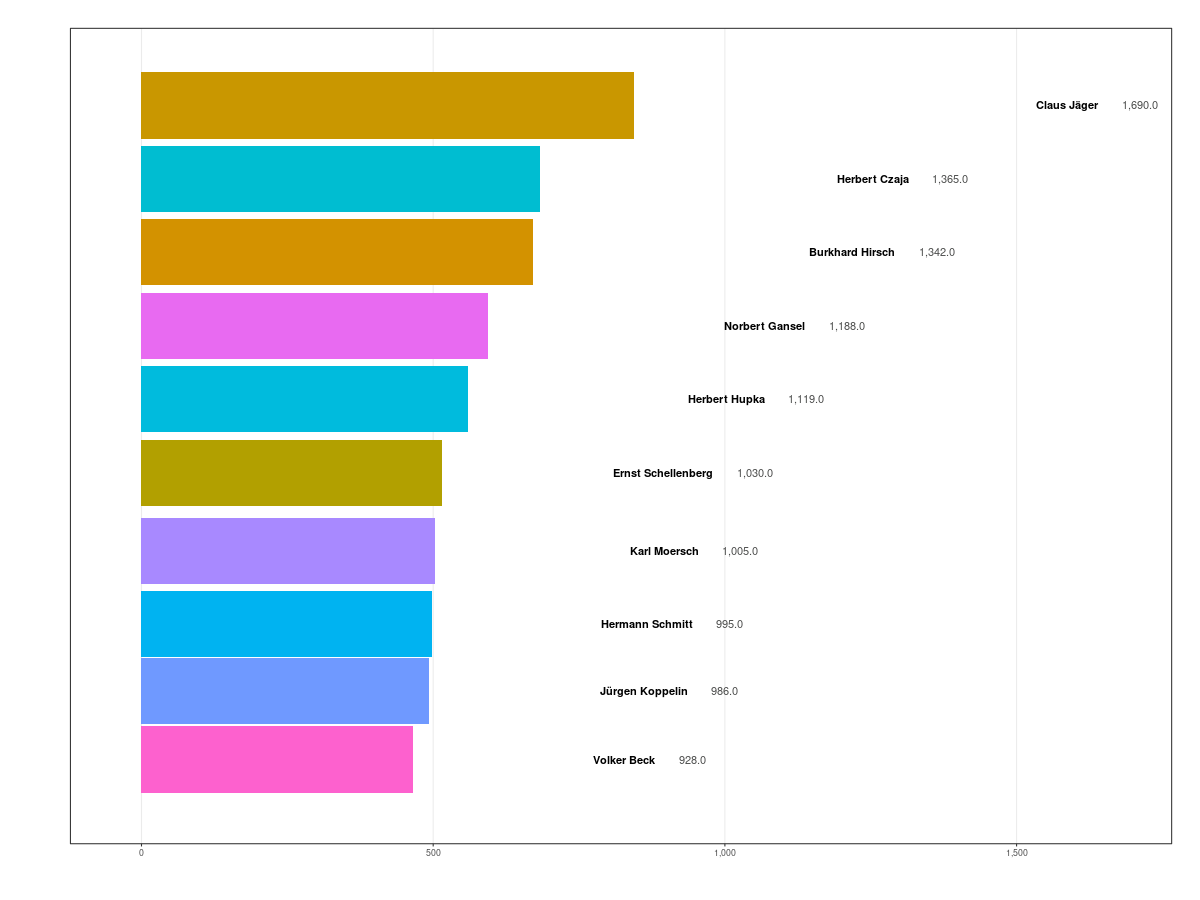 Claus Jäger 1,690.0
Herbert Czaja 1,365.0
Burkhard Hirsch 1,342.0
Norbert Gansel 1,188.0
Herbert Hupka 1,119.0
Ernst Schellenberg 1,030.0
Karl Moersch 1,005.0
Hermann Schmitt 995.0
Jürgen Koppelin 986.0
Volker Beck 928.0
0 500 1,000 1,500